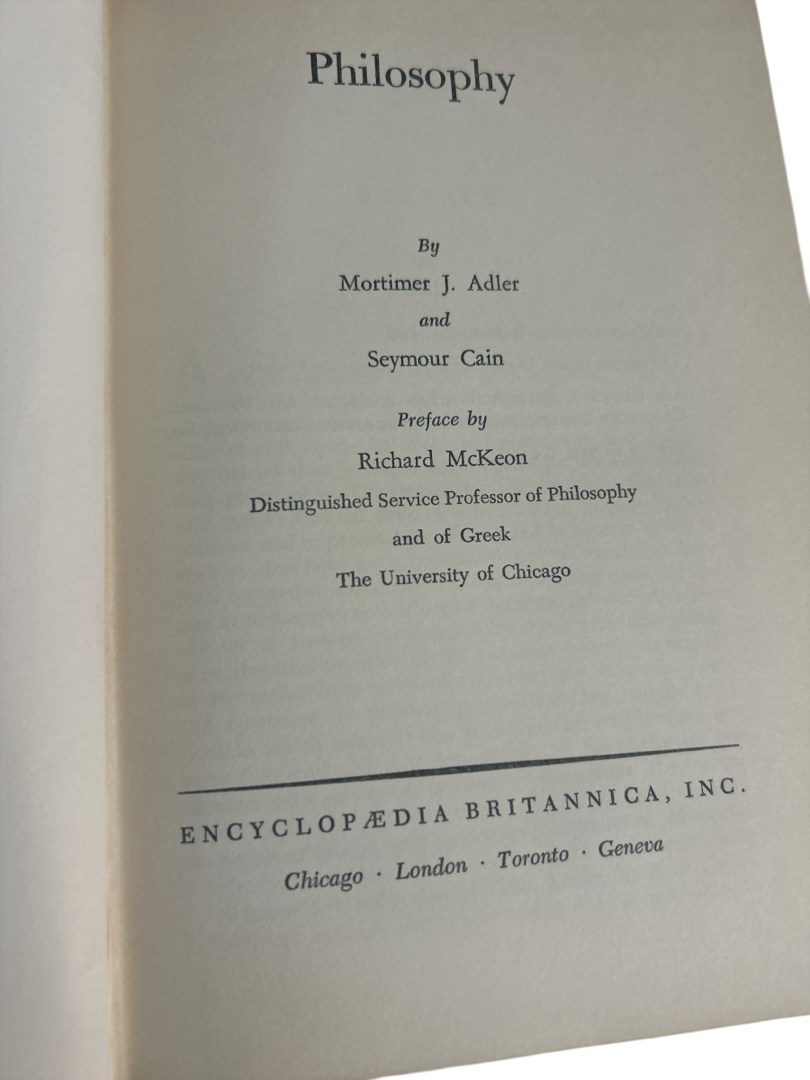 Philosophy
By
Mortimer J. Adler
and
Seymour Cain
Preface by
Richard McKeon
Distinguished Service Professor of Philosophy
and of Greek
The University of Chicago
ENCYCLOPÆDIA BRITANNICA, INC.
Chicago · London · Toronto · Geneva